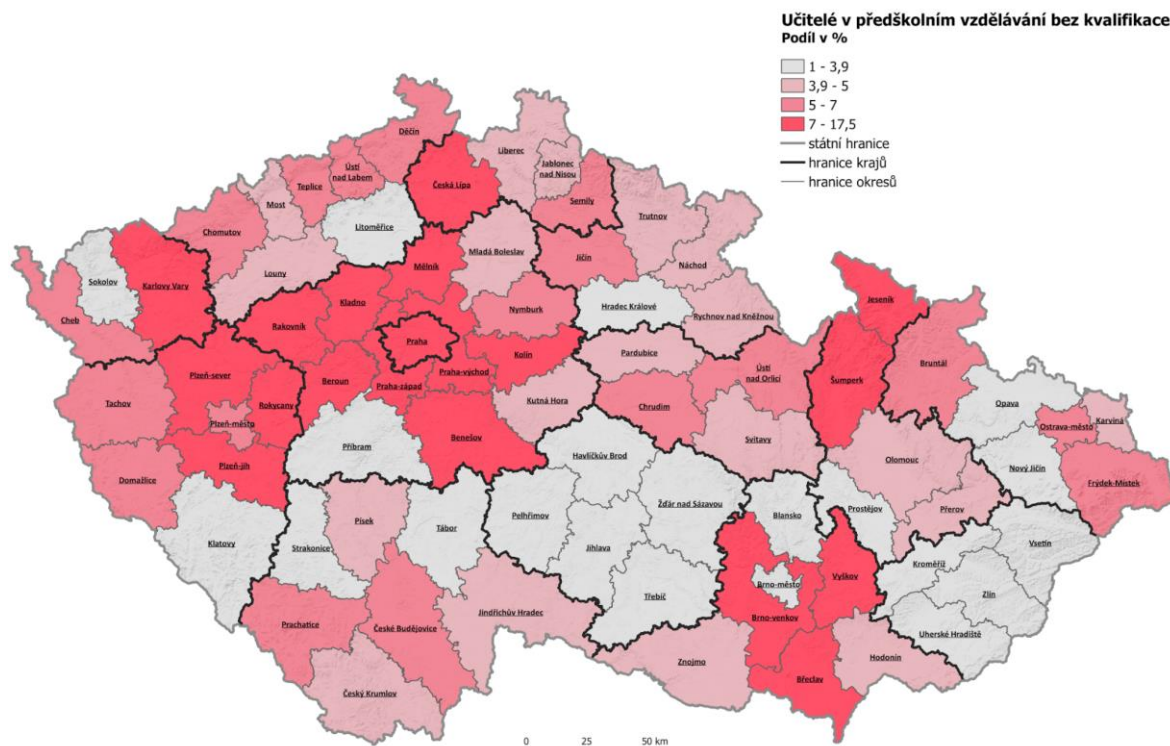 Učitelé v předškolním vzdělávání bez kvalifikace
Podíl v %
1 - 3,9
3,9 - 5
5 - 7
7 - 17,5
státní hranice
hranice krajů
hranice okresů
Děčín
Liberec
Jablonec
nad Nisou
Ústí
nad Labem
Teplice
Česká Lípa
Semily
Most
Trutnov
Litoměřice
Chomutov
Mladá Boleslav
Jičín
Náchod
Louny
Mělník
Sokolov
Karlovy Vary
Jeseník
Kladno
Nymburk
Hradec Králové
Rychnov nad Kněžnou
Cheb
Rakovník
Praha
Kolín
Pardubice
Bruntál
Plzeň-sever
Beroun
Praha-západ
Praha-východ
Ústí
nad Orlicí
Šumperk
Tachov
Rokycany
Kutná Hora
Chrudim
Opava
Plzeň-město
Karviná
Ostrava-město
Příbram
Benešov
Svitavy
Havlíčkův Brod
Olomouc
Plzeň-jih
Nový Jičín
Domažlice
Frýdek-Místek
Žďár nad Sázavou
Prostějov
Přerov
Písek
Tábor
Pelhřimov
Blansko
Klatovy
Strakonice
Jihlava
Vsetín
Kroměříž
Vyškov
Brno-město
Zlín
Třebíč
Jindřichův Hradec
Prachatice
České Budějovice
Brno-venkov
Uherské Hradiště
Hodonín
Znojmo
Břeclav
Český Krumlov
0 25 50 km